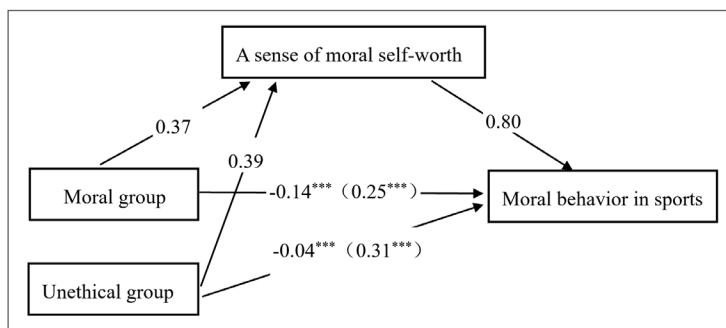 A sense of moral self-worth
0.37
0.80
0.39
Moral group
-0.14***（0.25***）
Moral behavior in sports
-0.04***（0.31***）
Unethical group